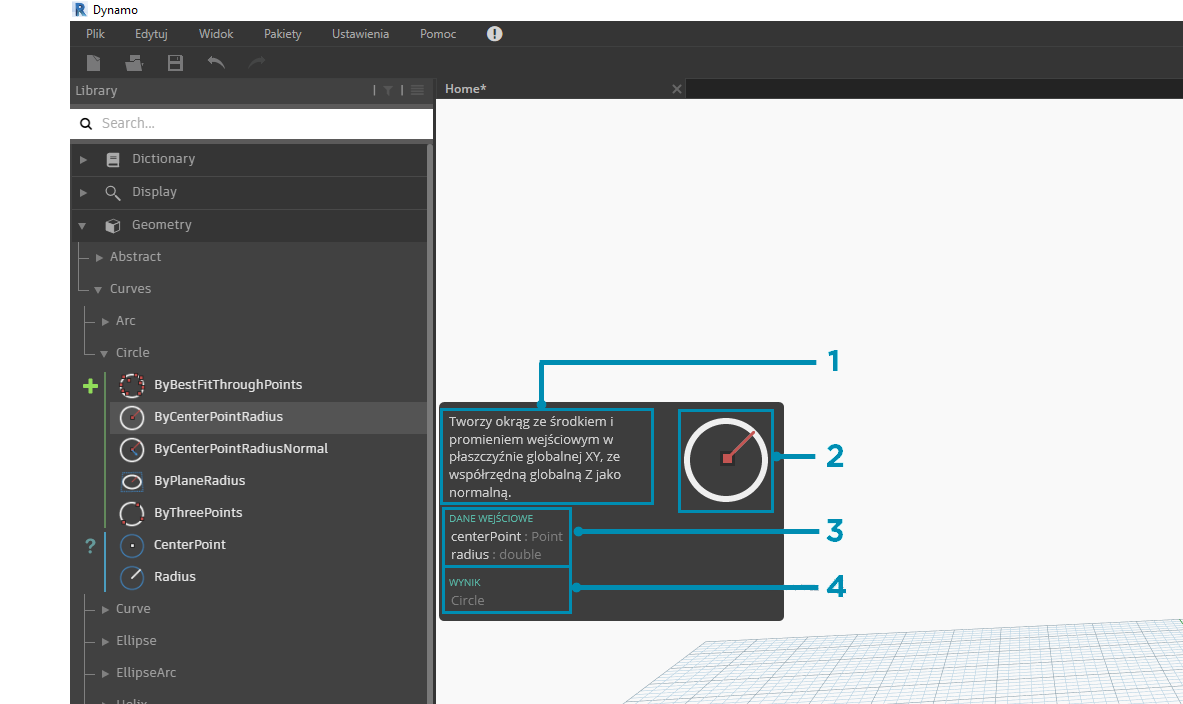 Dynamo
Plik Edytuj Widok Pakiety Ustawienia Pomoc
Library
Home*
Search...
Dictionary
Display
Geometry
Abstract
Curves
Arc
Circle
ByBestFitThroughPoints
ByCenterPointRadius
ByCenterPointRadiusNormal
ByPlaneRadius
ByThreePoints
CenterPoint
Radius
Curve
Ellipse
EllipseArc
Helix
1
Tworzy okrąg ze środkiem i
promieniem wejściowym w
płaszczyźnie globalnej XY, ze
współrzędną globalną Z jako
normalną.
2
DANE WEJŚCIOWE
centerPoint : Point
radius : double
3
WYNIK
Circle
4